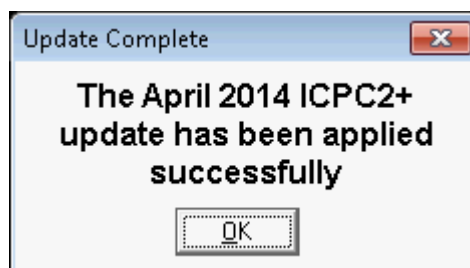 Update Complete
The April 2014 ICPC2+
update has been applied
successfully
OK